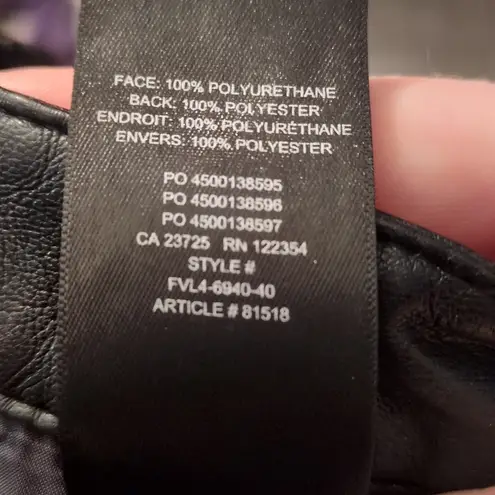 FACE: 100% POLYURETHANE
BACK: 100% POLYESTER
ENDROIT: 100% POLYURÉTHANE
ENVERS: 100% POLYESTER
PO 4500138595
PO 4500138596
PO 4500138597
CA 23725 RN 122354
STYLE #
FVL4-6940-40
ARTICLE # 81518